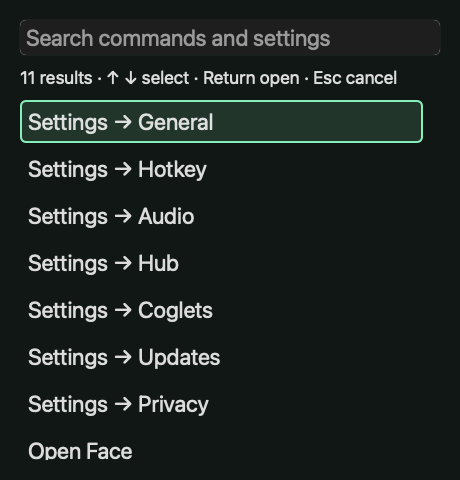 Search commands and settings
11 results · ↑ ↓ select · Return open · Esc cancel
Settings → General
Settings → Hotkey
Settings → Audio
Settings → Hub
Settings → Coglets
Settings → Updates
Settings → Privacy
Open Face